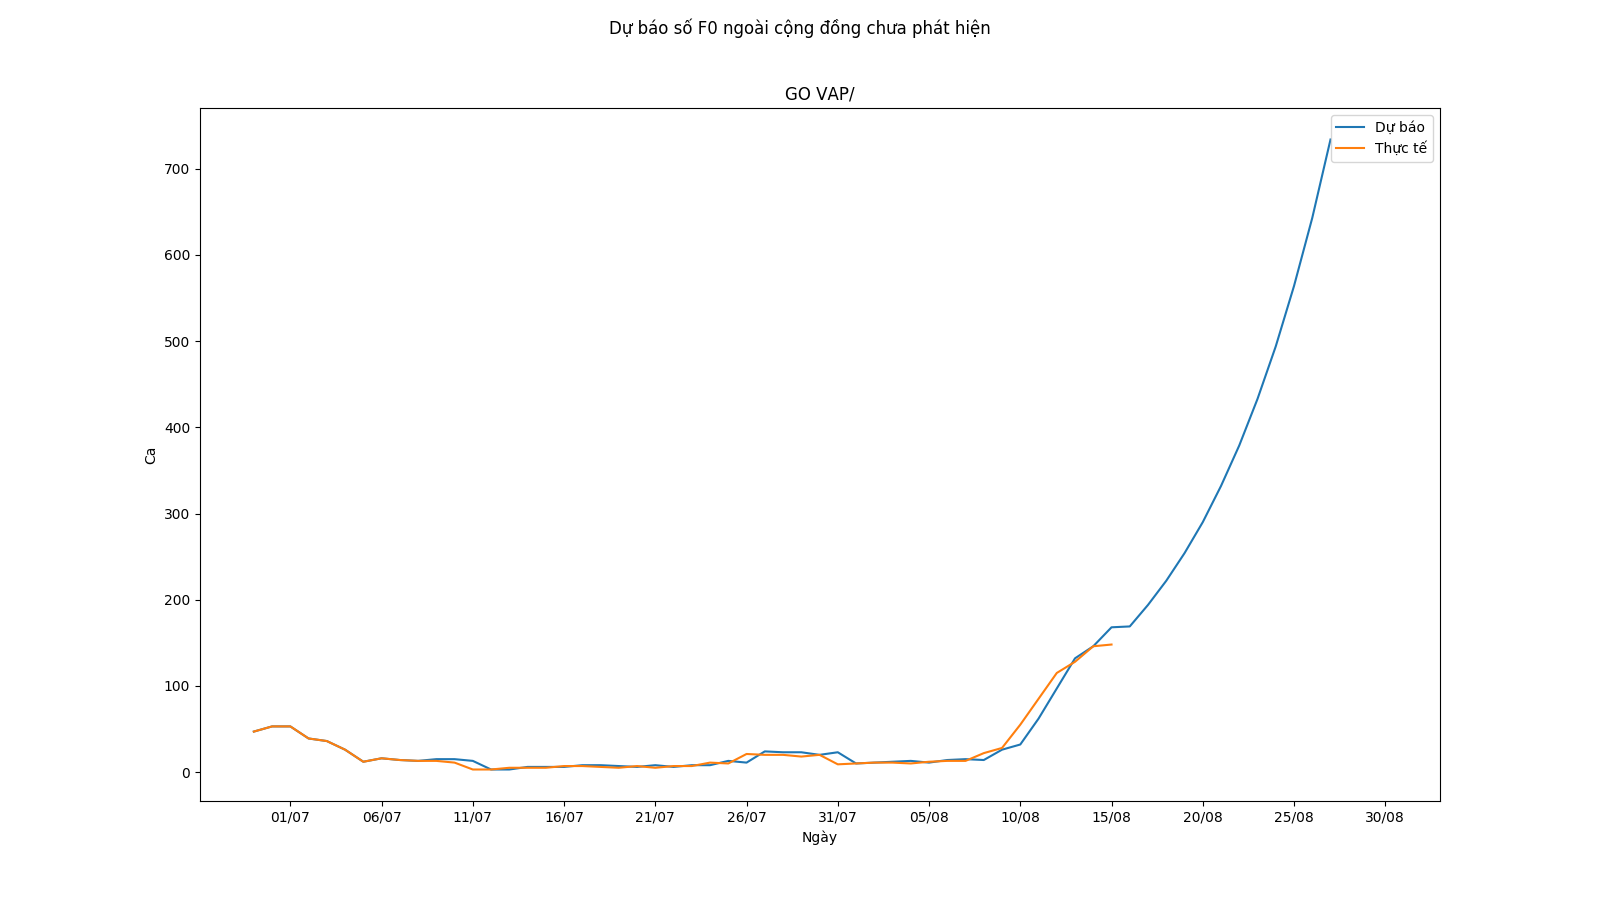 Dự báo số F0 ngoài cộng đồng chưa phát hiện
GO VAP/
Dự báo
Thực tế
700
600
500
400
300
200
100
0
Ca
01/07 06/07 11/07 16/07 21/07 26/07 31/07 05/08 10/08 15/08 20/08 25/08 30/08
Ngày